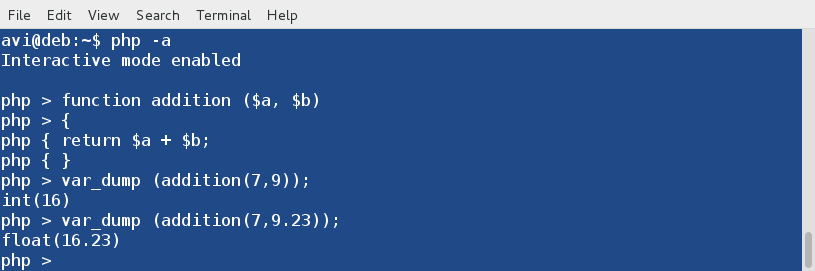 File Edit View Search Terminal Help
avi@deb:~$ php -a
Interactive mode enabled
php > function addition ($a, $b)
php > {
php { return $a + $b;
php { }
php > var_dump (addition(7,9));
int(16)
php > var_dump (addition(7,9.23));
float(16.23)
php >